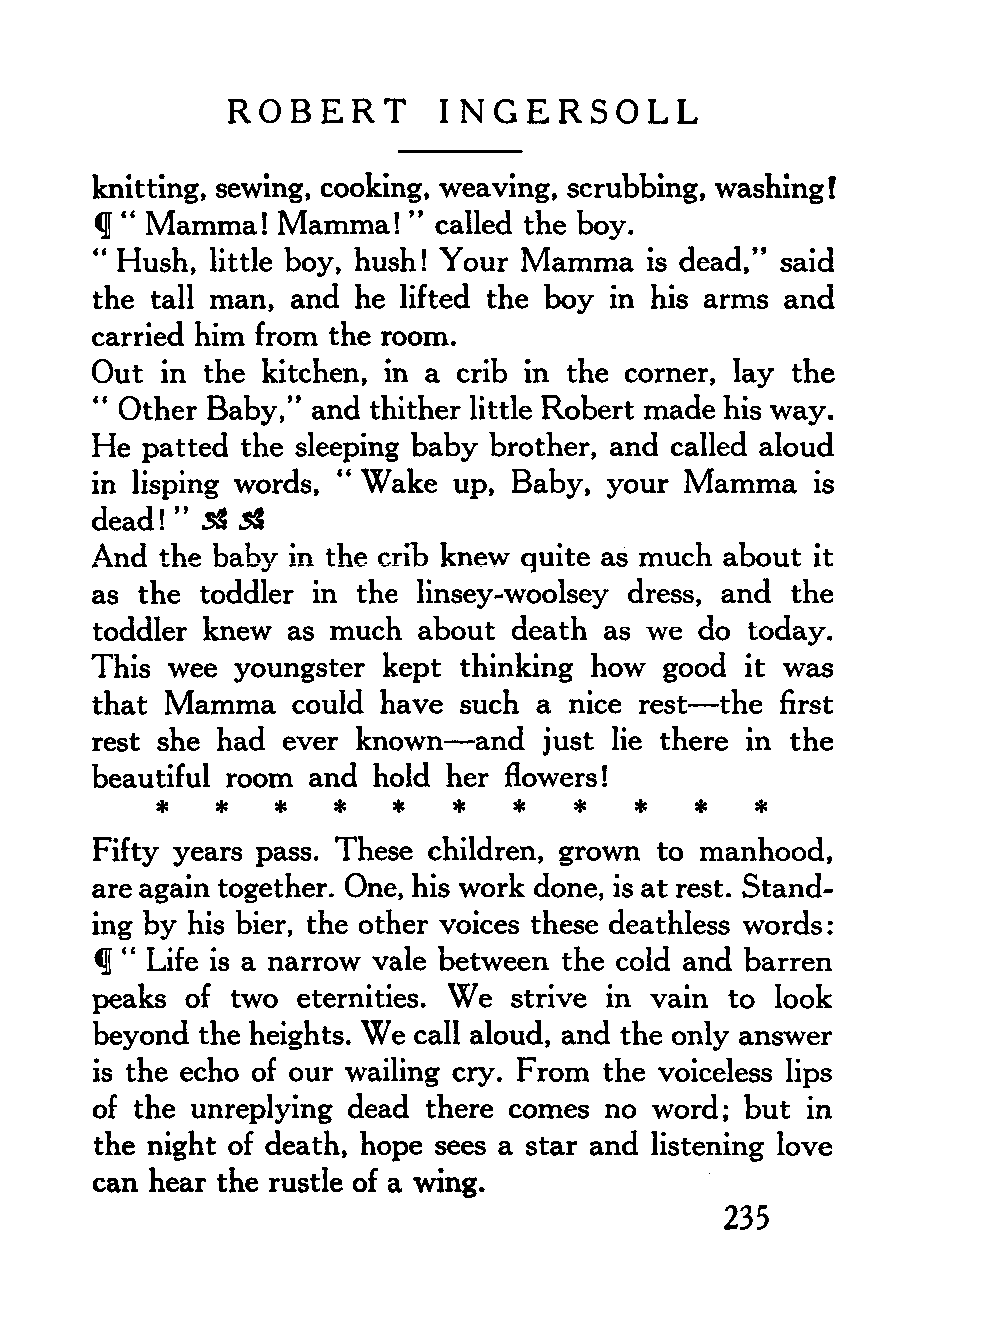 ROBERT INGERSOLL
knitting, sewing, cooking, weaving, scrubbing, washing!
¶ “ Mamma! Mamma! ” called the boy.
“ Hush, little boy, hush! Your Mamma is dead,” said
the tall man, and he lifted the boy in his arms and
carried him from the room.
Out in the kitchen, in a crib in the corner, lay the
“ Other Baby,” and thither little Robert made his way.
He patted the sleeping baby brother, and called aloud
in lisping words, “ Wake up, Baby, your Mamma is
dead! ”
And the baby in the crib knew quite as much about it
as the toddler in the linsey-woolsey dress, and the
toddler knew as much about death as we do today.
This wee youngster kept thinking how good it was
that Mamma could have such a nice rest—the first
rest she had ever known—and just lie there in the
beautiful room and hold her flowers!
* * * * * * * * * * *
Fifty years pass. These children, grown to manhood,
are again together. One, his work done, is at rest. Stand-
ing by his bier, the other voices these deathless words:
¶ “ Life is a narrow vale between the cold and barren
peaks of two eternities. We strive in vain to look
beyond the heights. We call aloud, and the only answer
is the echo of our wailing cry. From the voiceless lips
of the unreplying dead there comes no word; but in
the night of death, hope sees a star and listening love
can hear the rustle of a wing.
235